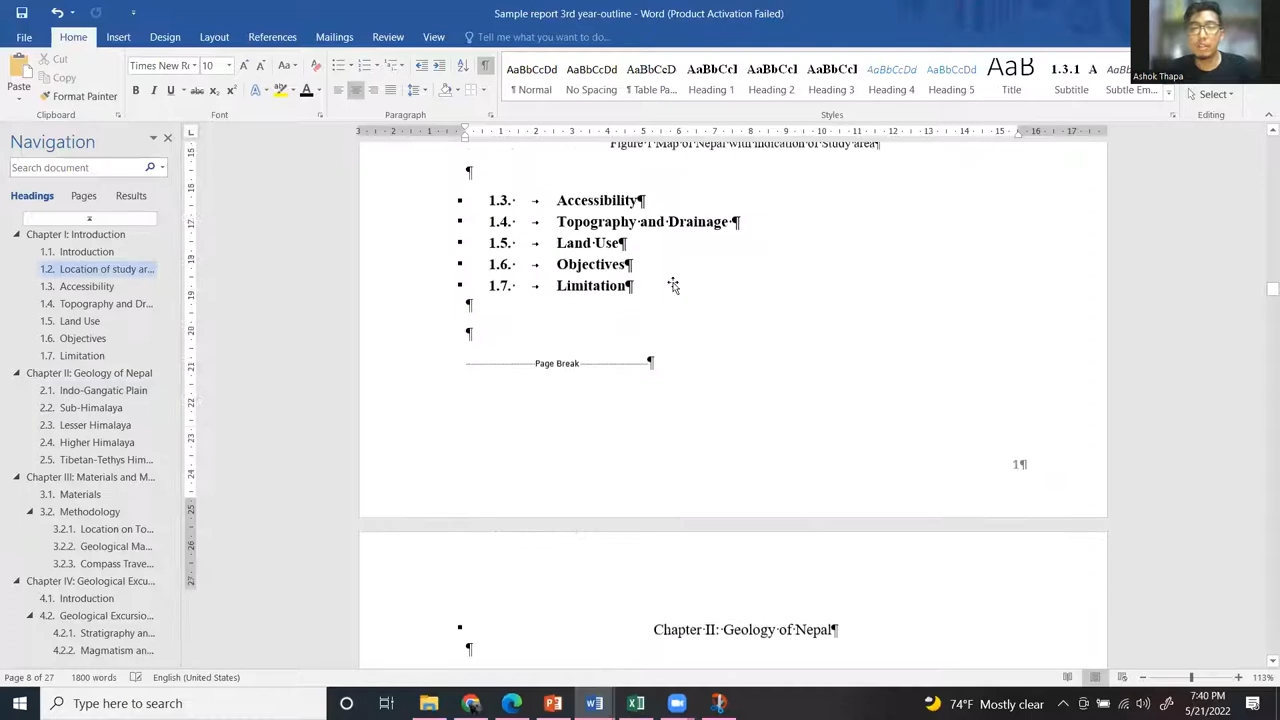 Sample report 3rd year-outline - Word (Product Activation Failed)
File Home Insert Design Layout References Mailings Review View Tell me what you want to do...
Ashok Thapa
Paste Cut Copy Format Painter
Times New Ro 10
AaBbCcDd AaBbCcDd AaBbCcD AaBbCcI AaBbCcI AaBbCcI AaBbCcDd AaBbCcDd AaB 1.3.1 A AaBbCcDd
¶ Normal No Spacing ¶ Table Pa... Heading 1 Heading 2 Heading 3 Heading 4 Heading 5 Title Subtitle Subtle Em...
Select
Clipboard Font Paragraph Styles Editing
Navigation
Search document
Headings Pages Results
Chapter I: Introduction
1.1. Introduction
1.2. Location of study ar...
1.3. Accessibility
1.4. Topography and Dr...
1.5. Land Use
1.6. Objectives
1.7. Limitation
Chapter II: Geology of Nepal
2.1. Indo-Gangatic Plain
2.2. Sub-Himalaya
2.3. Lesser Himalaya
2.4. Higher Himalaya
2.5. Tibetan-Tethys Him...
Chapter III: Materials and M...
3.1. Materials
3.2. Methodology
3.2.1. Location on To...
3.2.2. Geological Ma...
3.2.3. Compass Trave...
Chapter IV: Geological Excu...
4.1. Introduction
4.2. Geological Excursio...
4.2.1. Stratigraphy an...
4.2.2. Magmatism an...
Figure 1 Map of Nepal with indication of Study area¶
¶
1.3. → Accessibility¶
1.4. → Topography and Drainage ¶
1.5. → Land Use¶
1.6. → Objectives¶
1.7. → Limitation¶
¶
¶
Page Break ¶
1¶
Chapter II: Geology of Nepal¶
¶
Page 8 of 27 1800 words English (United States) 113%
Type here to search
74°F Mostly clear
7:40 PM
5/21/2022